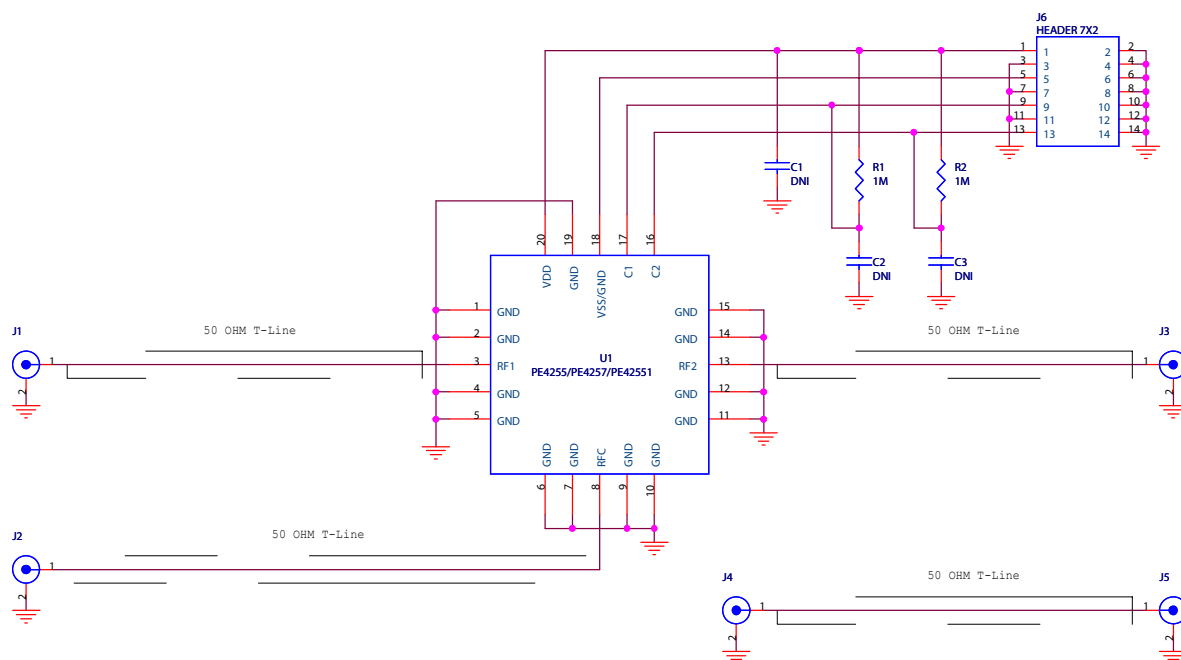 J6
HEADER 7X2
1 1 2 2
3 3 4 4
5 5 6 6
7 7 8 8
9 9 10 10
11 11 12 12
13 13 14 14
C1
DNI
R1
1M
R2
1M
C2
DNI
C3
DNI
20 19 18 17 16
VDD GND VSS/GND C1 C2
1 GND GND 15
2 GND GND 14
3 RF1 RF2 13
4 GND GND 12
5 GND GND 11
U1
PE4255/PE4257/PE42551
GND GND RFC GND GND
6 7 8 9 10
J1
50 OHM T-Line
1
2
50 OHM T-Line
J3
1
2
J2
50 OHM T-Line
1
2
J4
50 OHM T-Line
J5
1
1
2
2